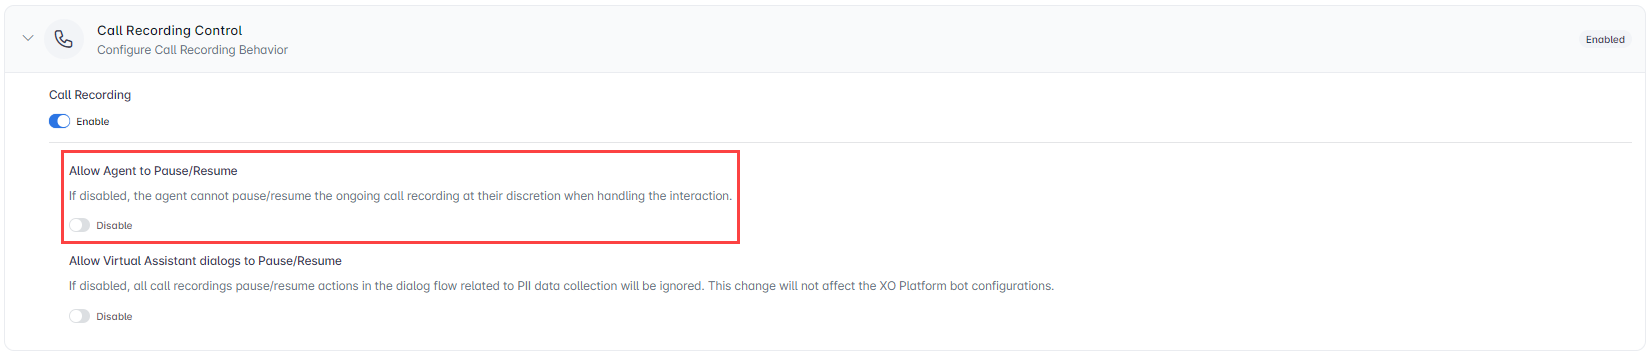 Call Recording Control
Configure Call Recording Behavior
Enabled
Call Recording
Enable
Allow Agent to Pause/Resume
If disabled, the agent cannot pause/resume the ongoing call recording at their discretion when handling the interaction.
Disable
Allow Virtual Assistant dialogs to Pause/Resume
If disabled, all call recordings pause/resume actions in the dialog flow related to PII data collection will be ignored. This change will not affect the XO Platform bot configurations.
Disable